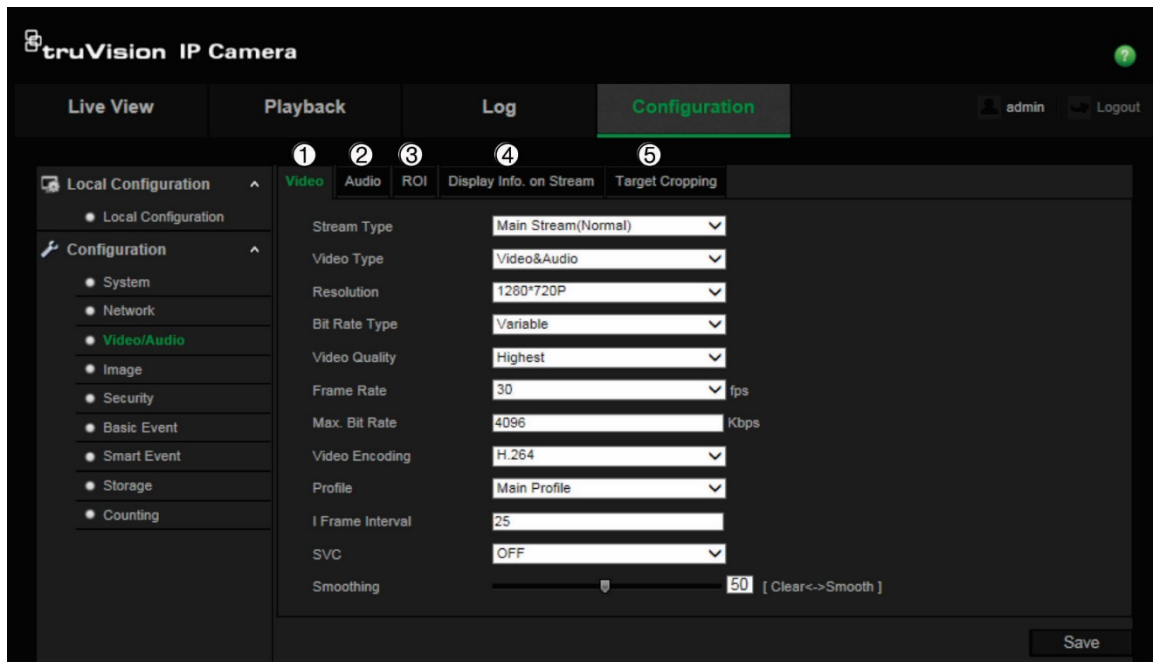 truVision IP Camera
?
Live View Playback Log Configuration admin Logout
① ② ③ ④ ⑤
Video Audio ROI Display Info. on Stream Target Cropping
Local Configuration
Local Configuration
Configuration
System
Network
Video/Audio
Image
Security
Basic Event
Smart Event
Storage
Counting
Stream Type Main Stream(Normal)
Video Type Video&Audio
Resolution 1280*720P
Bit Rate Type Variable
Video Quality Highest
Frame Rate 30 fps
Max. Bit Rate 4096 Kbps
Video Encoding H.264
Profile Main Profile
I Frame Interval 25
SVC OFF
Smoothing 50 [ Clear<->Smooth ]
Save